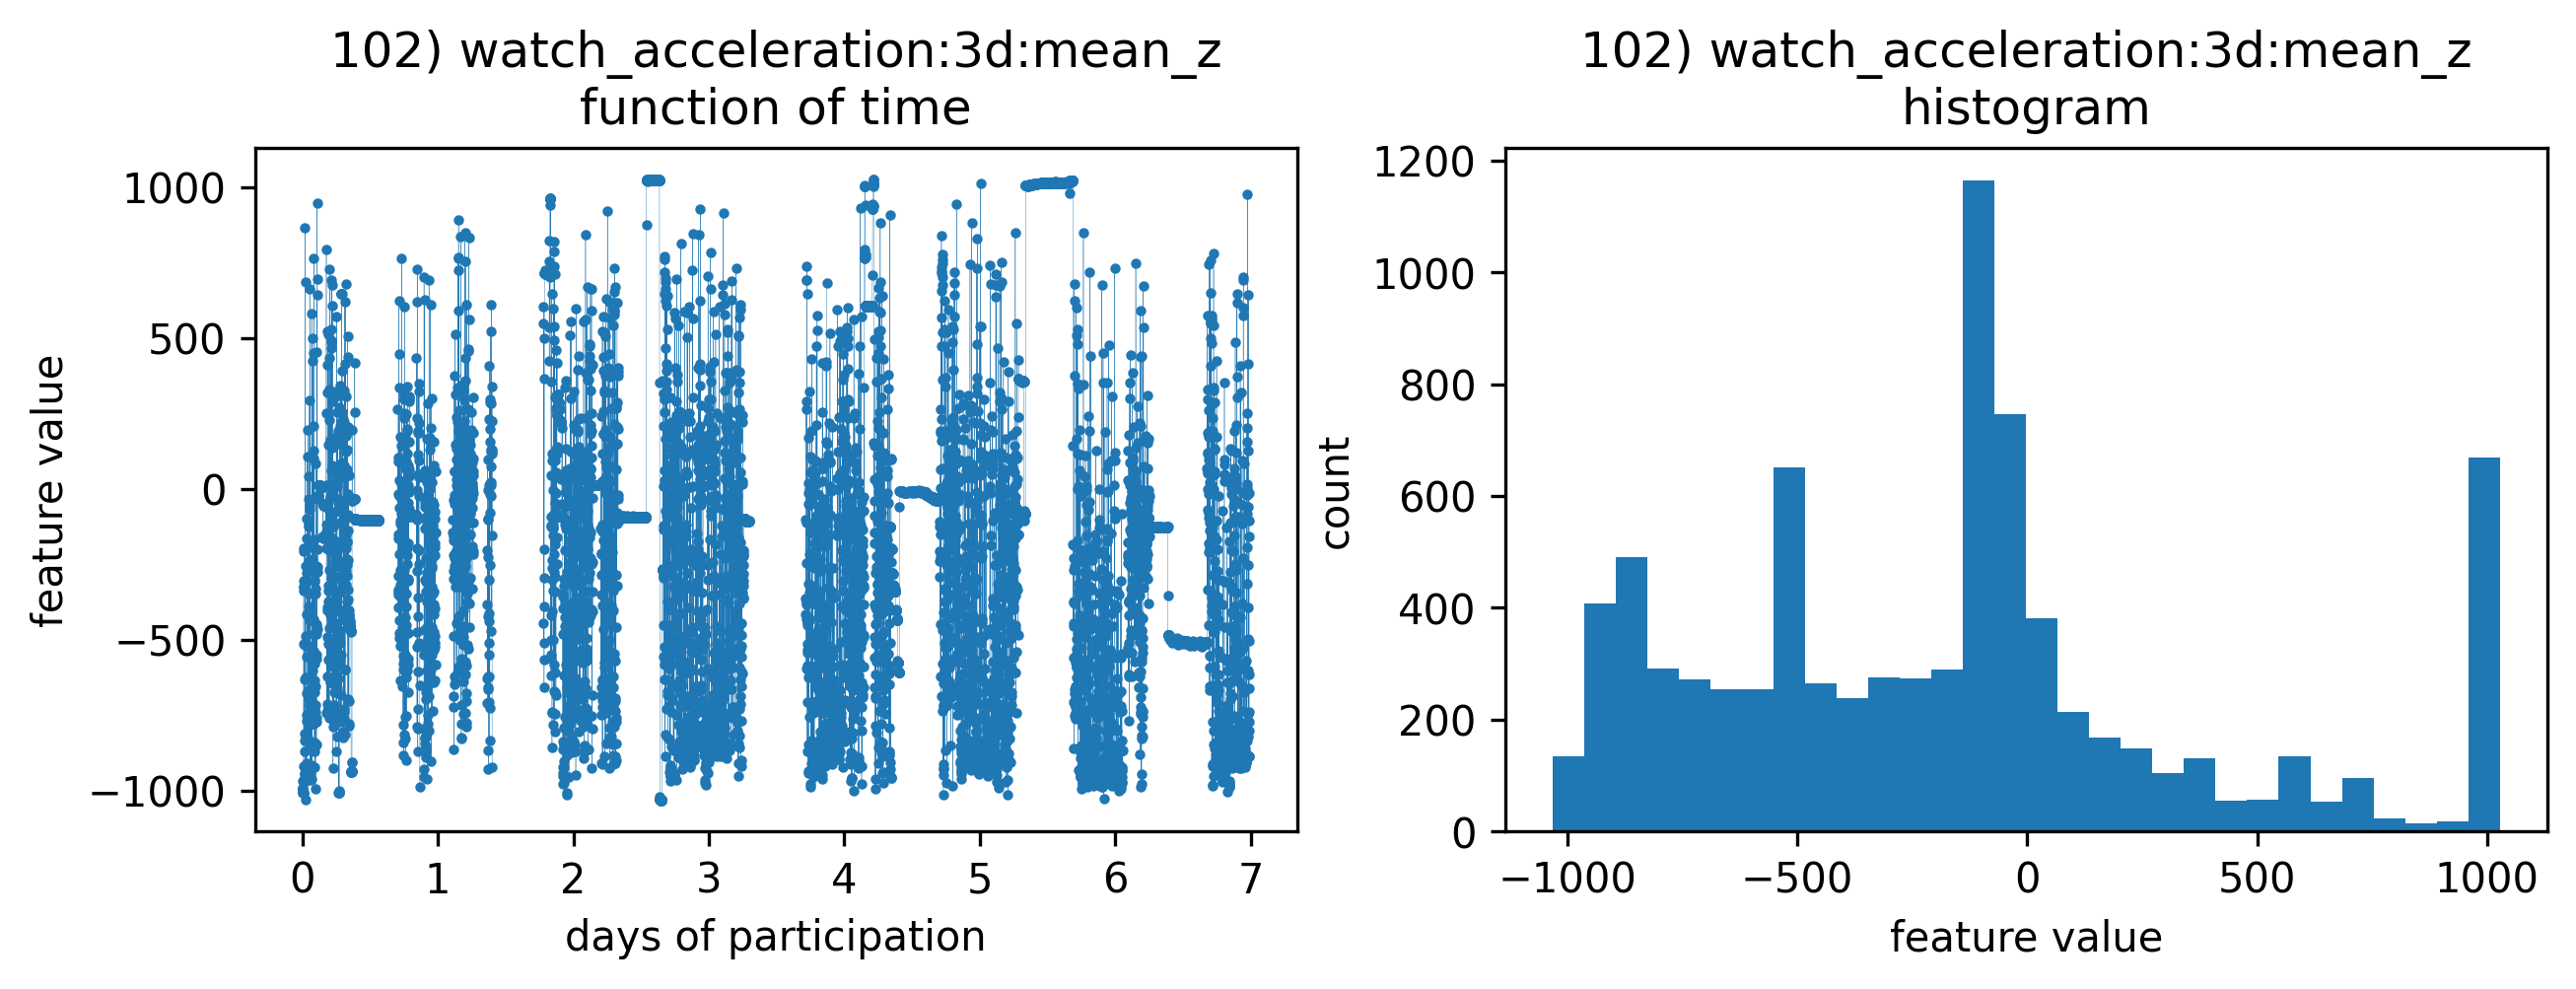 102) watch_acceleration:3d:mean_z
function of time
1000
500
0
−500
−1000
feature value
0 1 2 3 4 5 6 7
days of participation
102) watch_acceleration:3d:mean_z
histogram
1200
1000
800
600
400
200
0
count
−1000 −500 0 500 1000
feature value